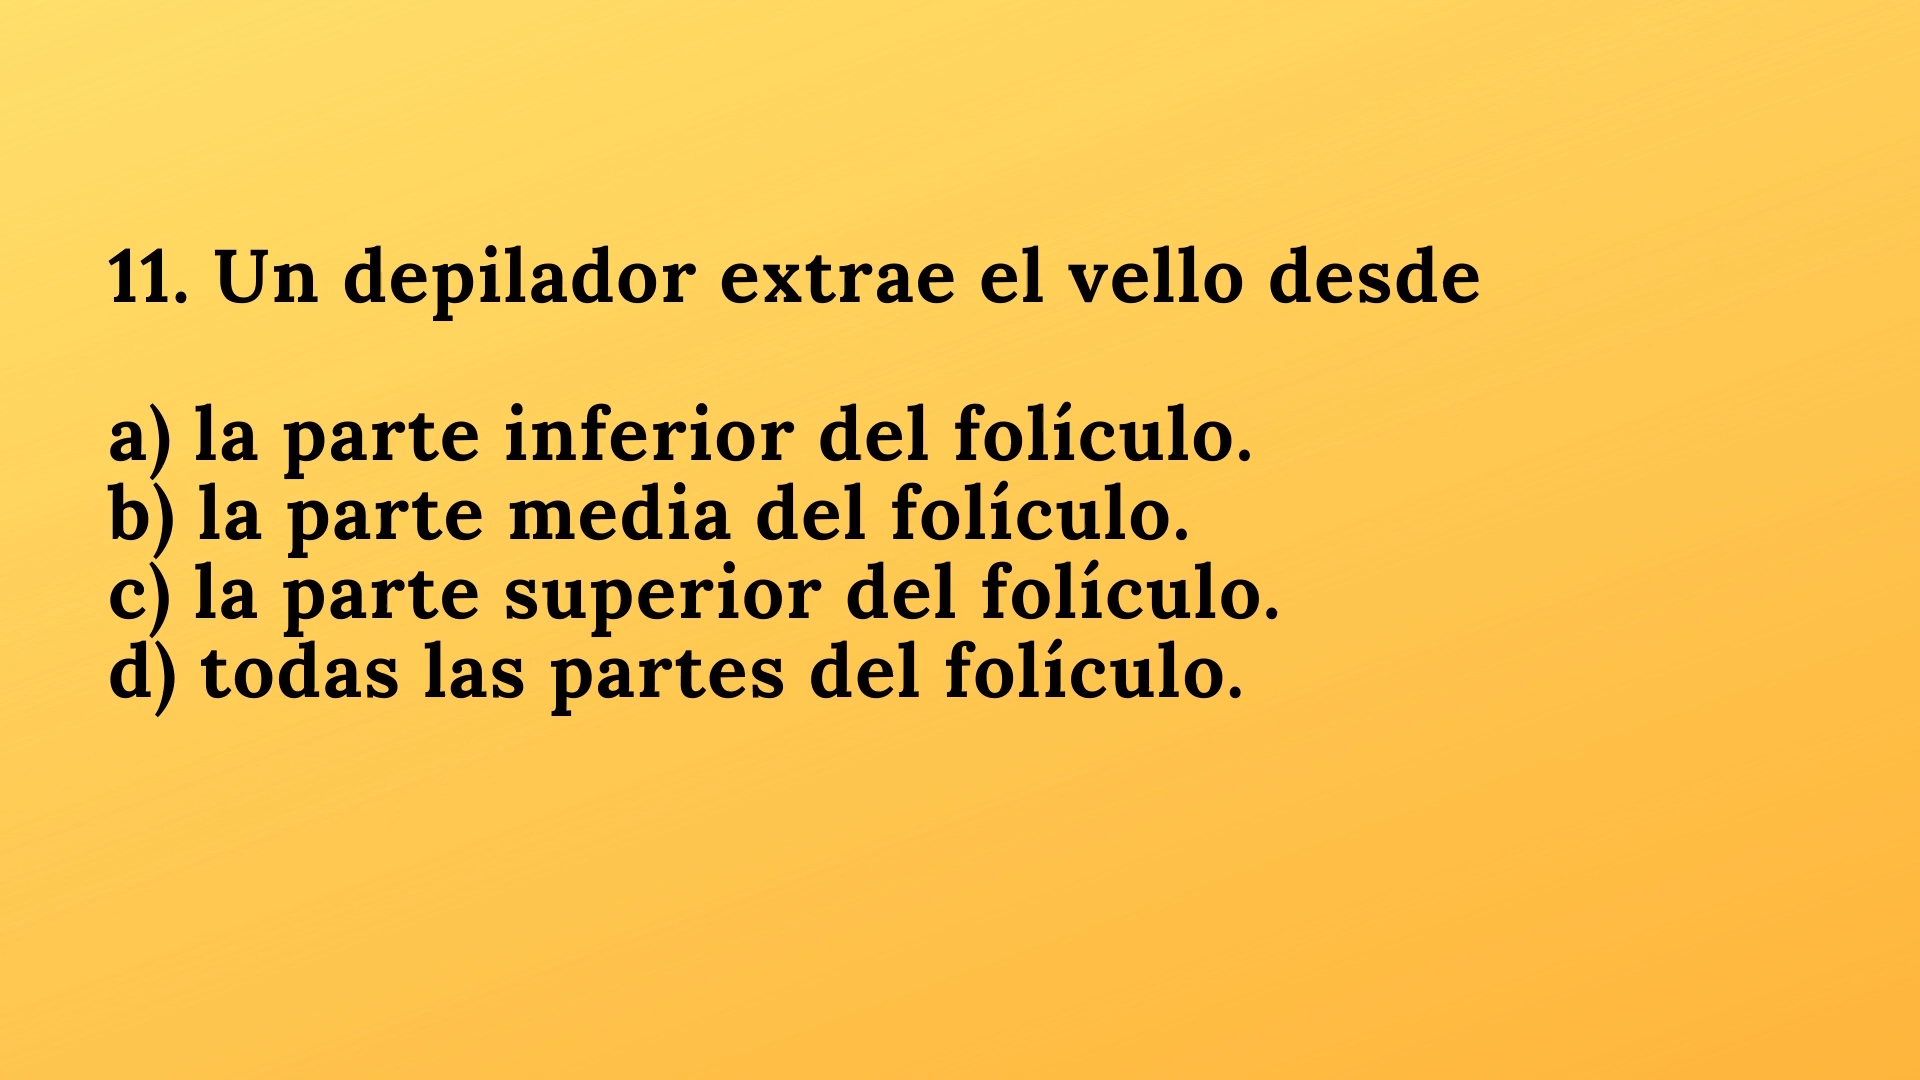 11. Un depilador extrae el vello desde
a) la parte inferior del folículo.
b) la parte media del folículo.
c) la parte superior del folículo.
d) todas las partes del folículo.